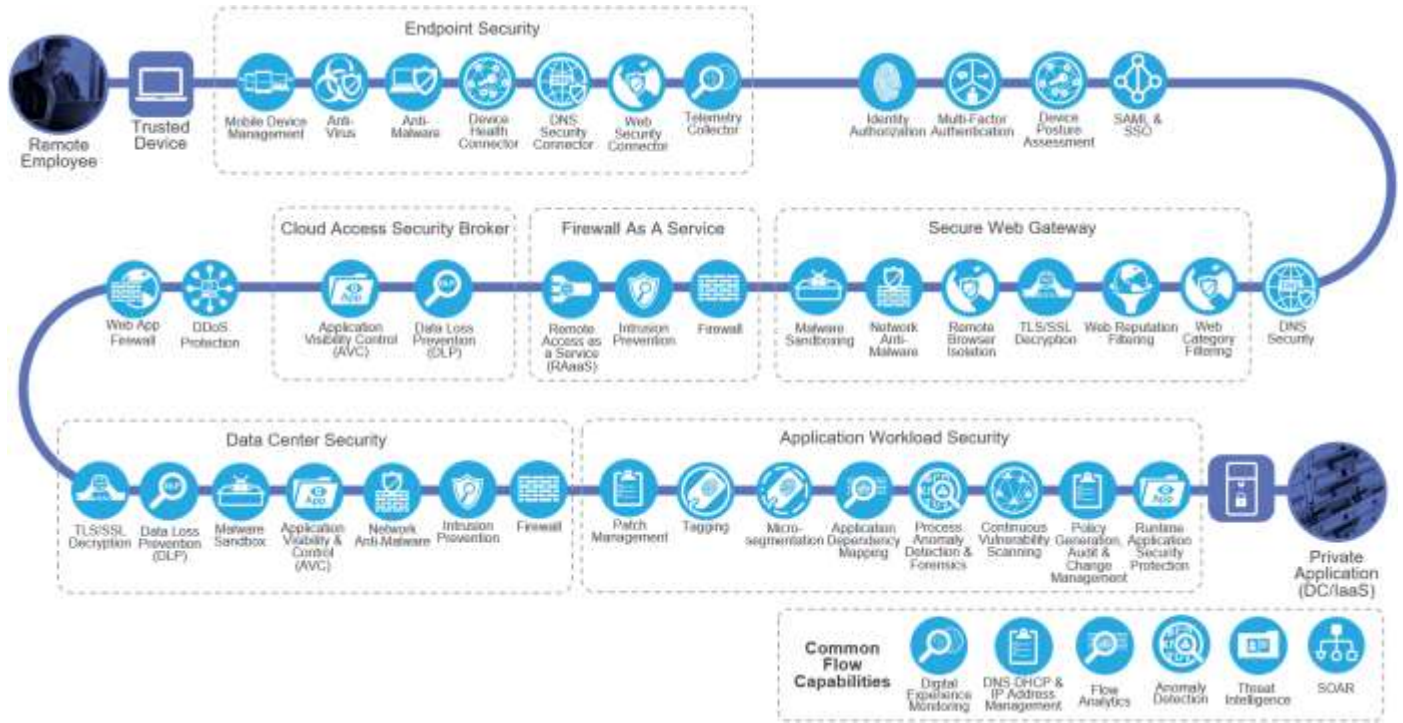 Endpoint Security
Remote
Employee
Trusted
Device
Mobile Device
Management
Anti-
Virus
Anti-
Malware
Device
Health
Connector
DNS
Security
Connector
Web
Security
Connector
Telemetry
Collector
Identity
Authorization
Multi-Factor
Authentication
Device
Posture
Assessment
SAML &
SSO
Cloud Access Security Broker
Firewall As A Service
Secure Web Gateway
Web App
Firewall
DDoS
Protection
App
Application
Visibility Control
(AVC)
DLP
Data Loss
Prevention
(DLP)
Remote
Access as
a Service
(RAaaS)
Intrusion
Prevention
Firewall
Malware
Sandboxing
Network
Anti-
Malware
Remote
Browser
Isolation
TLS/SSL
Decryption
Web Reputation
Filtering
Web
Category
Filtering
DNS
Security
Data Center Security
Application Workload Security
TLS/SSL
Decryption
DLP
Data Loss
Prevention
(DLP)
Malware
Sandbox
App
Application
Visibility &
Control
(AVC)
Network
Anti-Malware
Intrusion
Prevention
Firewall
Patch
Management
Tagging
Micro-
segmentation
Application
Dependency
Mapping
Process
Anomaly
Detection &
Forensics
Continuous
Vulnerability
Scanning
Policy
Generation,
Audit &
Change
Management
App
Runtime
Application
Security
Protection
Private
Application
(DC/IaaS)
Common
Flow
Capabilities
Digital
Experience
Monitoring
DNS DHCP &
IP Address
Management
Flow
Analytics
Anomaly
Detection
Threat
Intelligence
SOAR